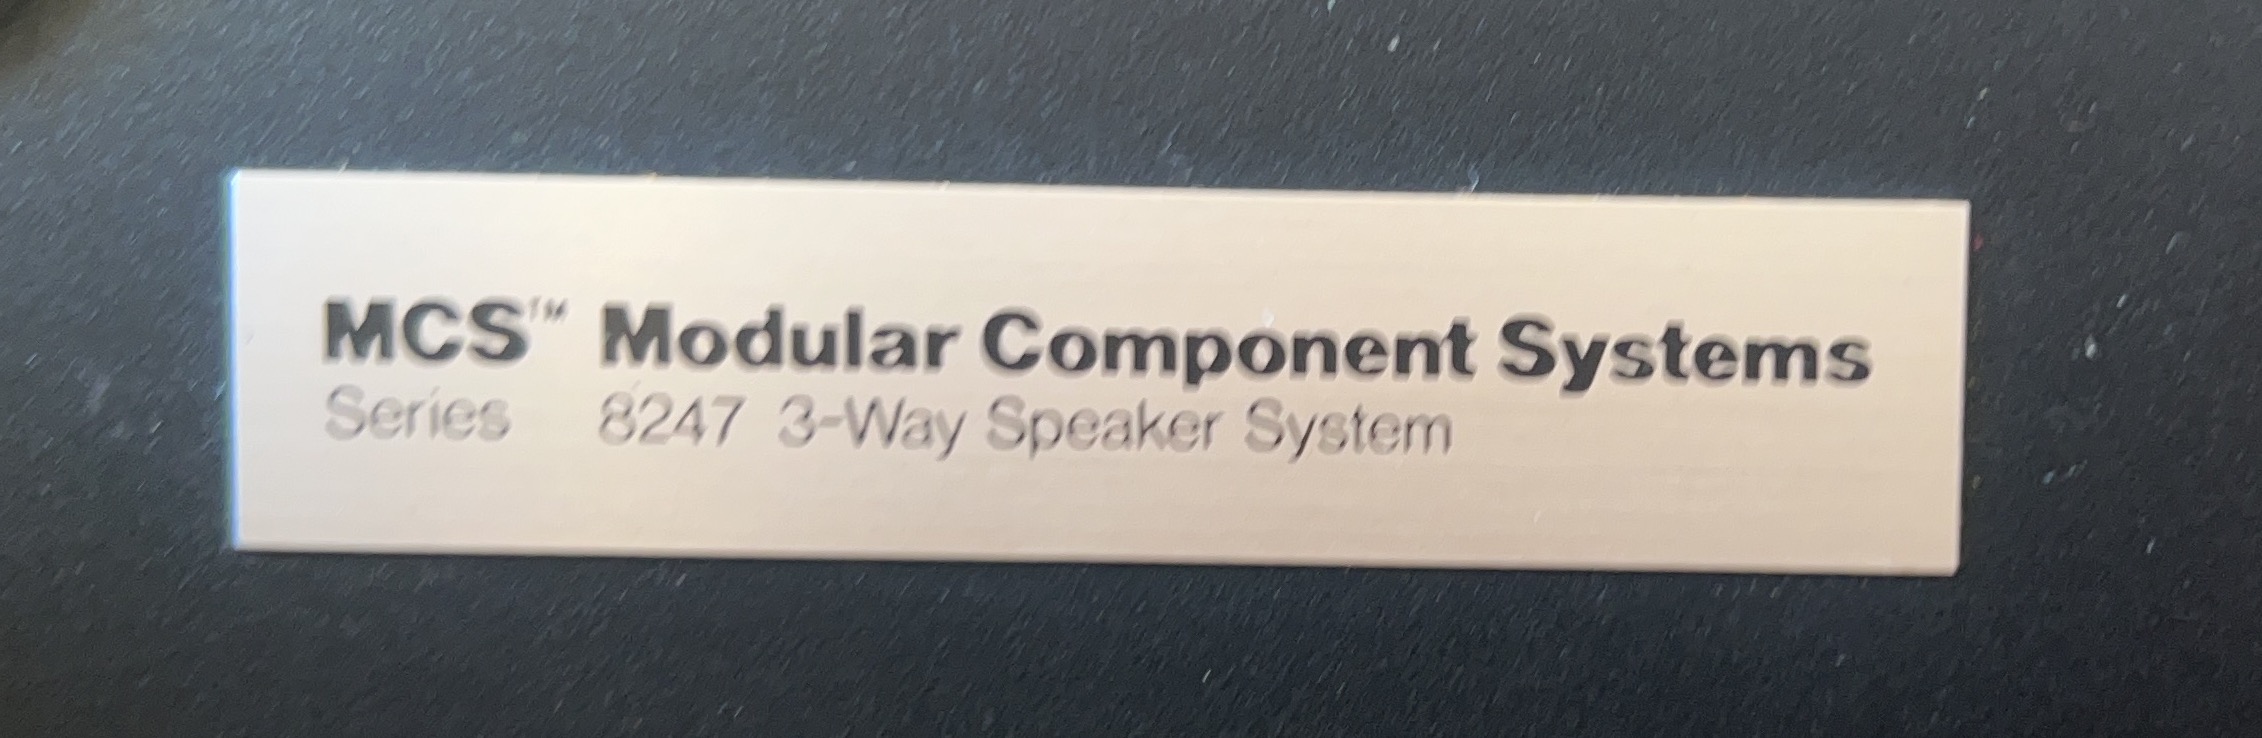 MCS™ Modular Component Systems
Series 8247 3-Way Speaker System